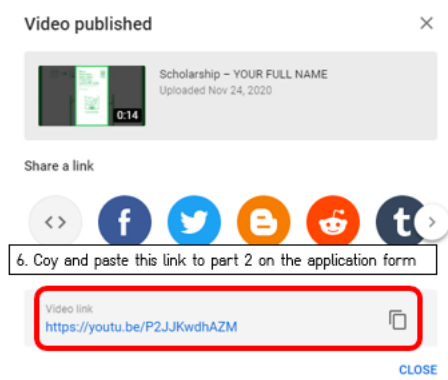 Video published
Scholarship – YOUR FULL NAME
Uploaded Nov 24, 2020
0:14
Share a link
6. Coy and paste this link to part 2 on the application form
Video link
https://youtu.be/P2JJKwdhAZM
CLOSE